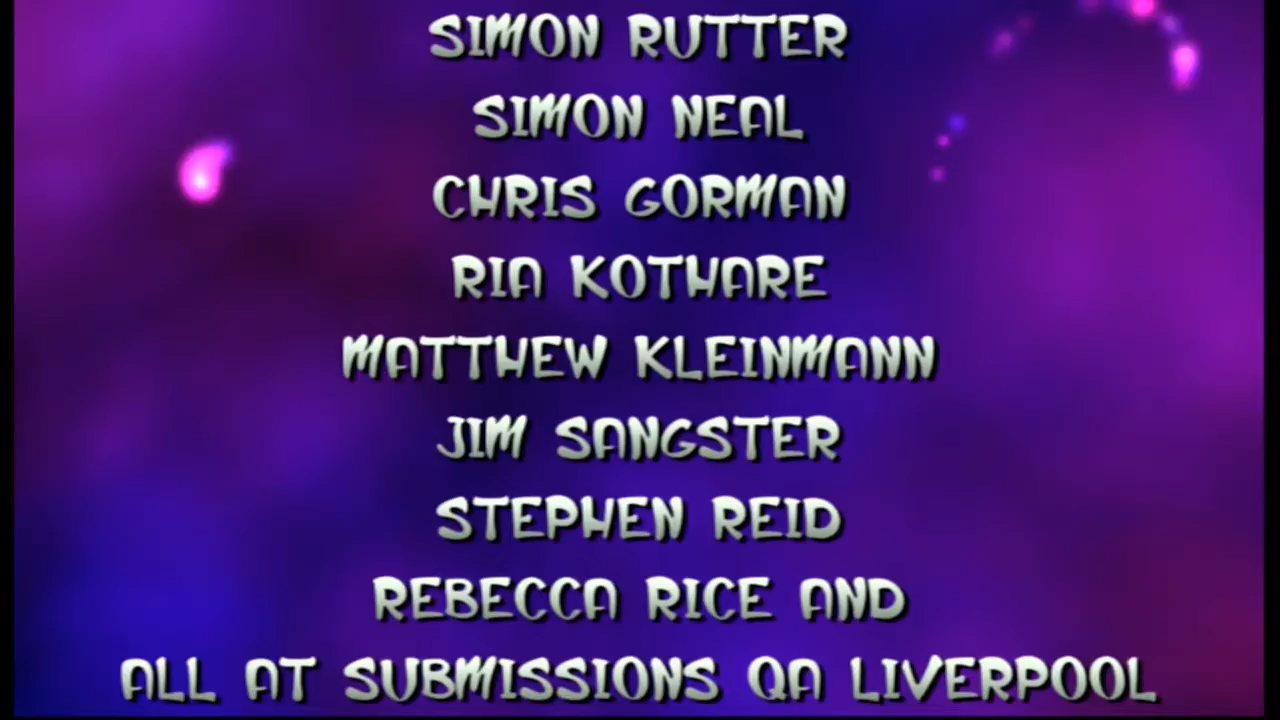 SIMON RUTTER
SIMON NEAL
CHRIS GORMAN
RIA KOTHARE
MATTHEW KLEINMANN
JIM SANGSTER
STEPHEN REID
REBECCA RICE AND
ALL AT SUBMISSIONS QA LIVERPOOL